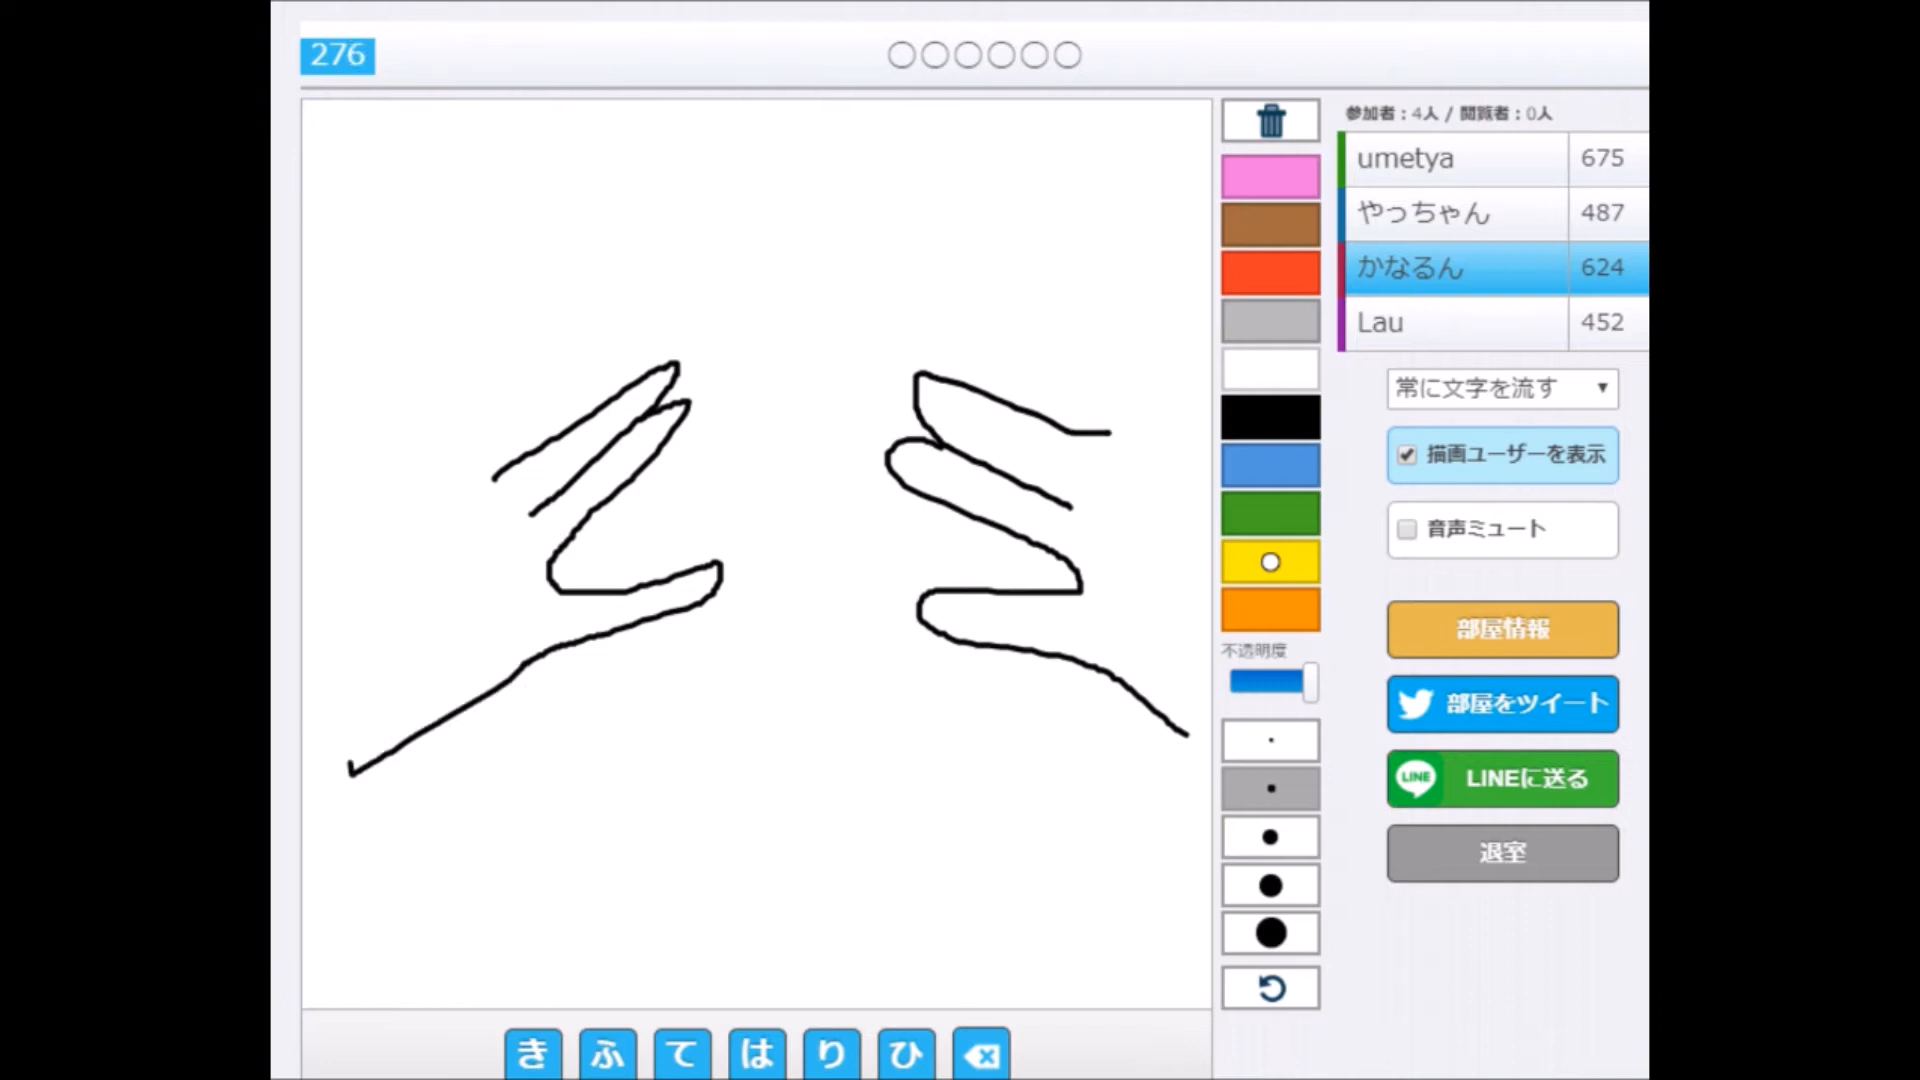 276
○○○○○○
参加者：4人 / 閲覧者：0人
umetya 675
やっちゃん 487
かなるん 624
Lau 452
常に文字を流す ▼
描画ユーザーを表示
音声ミュート
不透明度
部屋情報
部屋をツイート
LINE LINEに送る
退室
き ふ て は り ひ